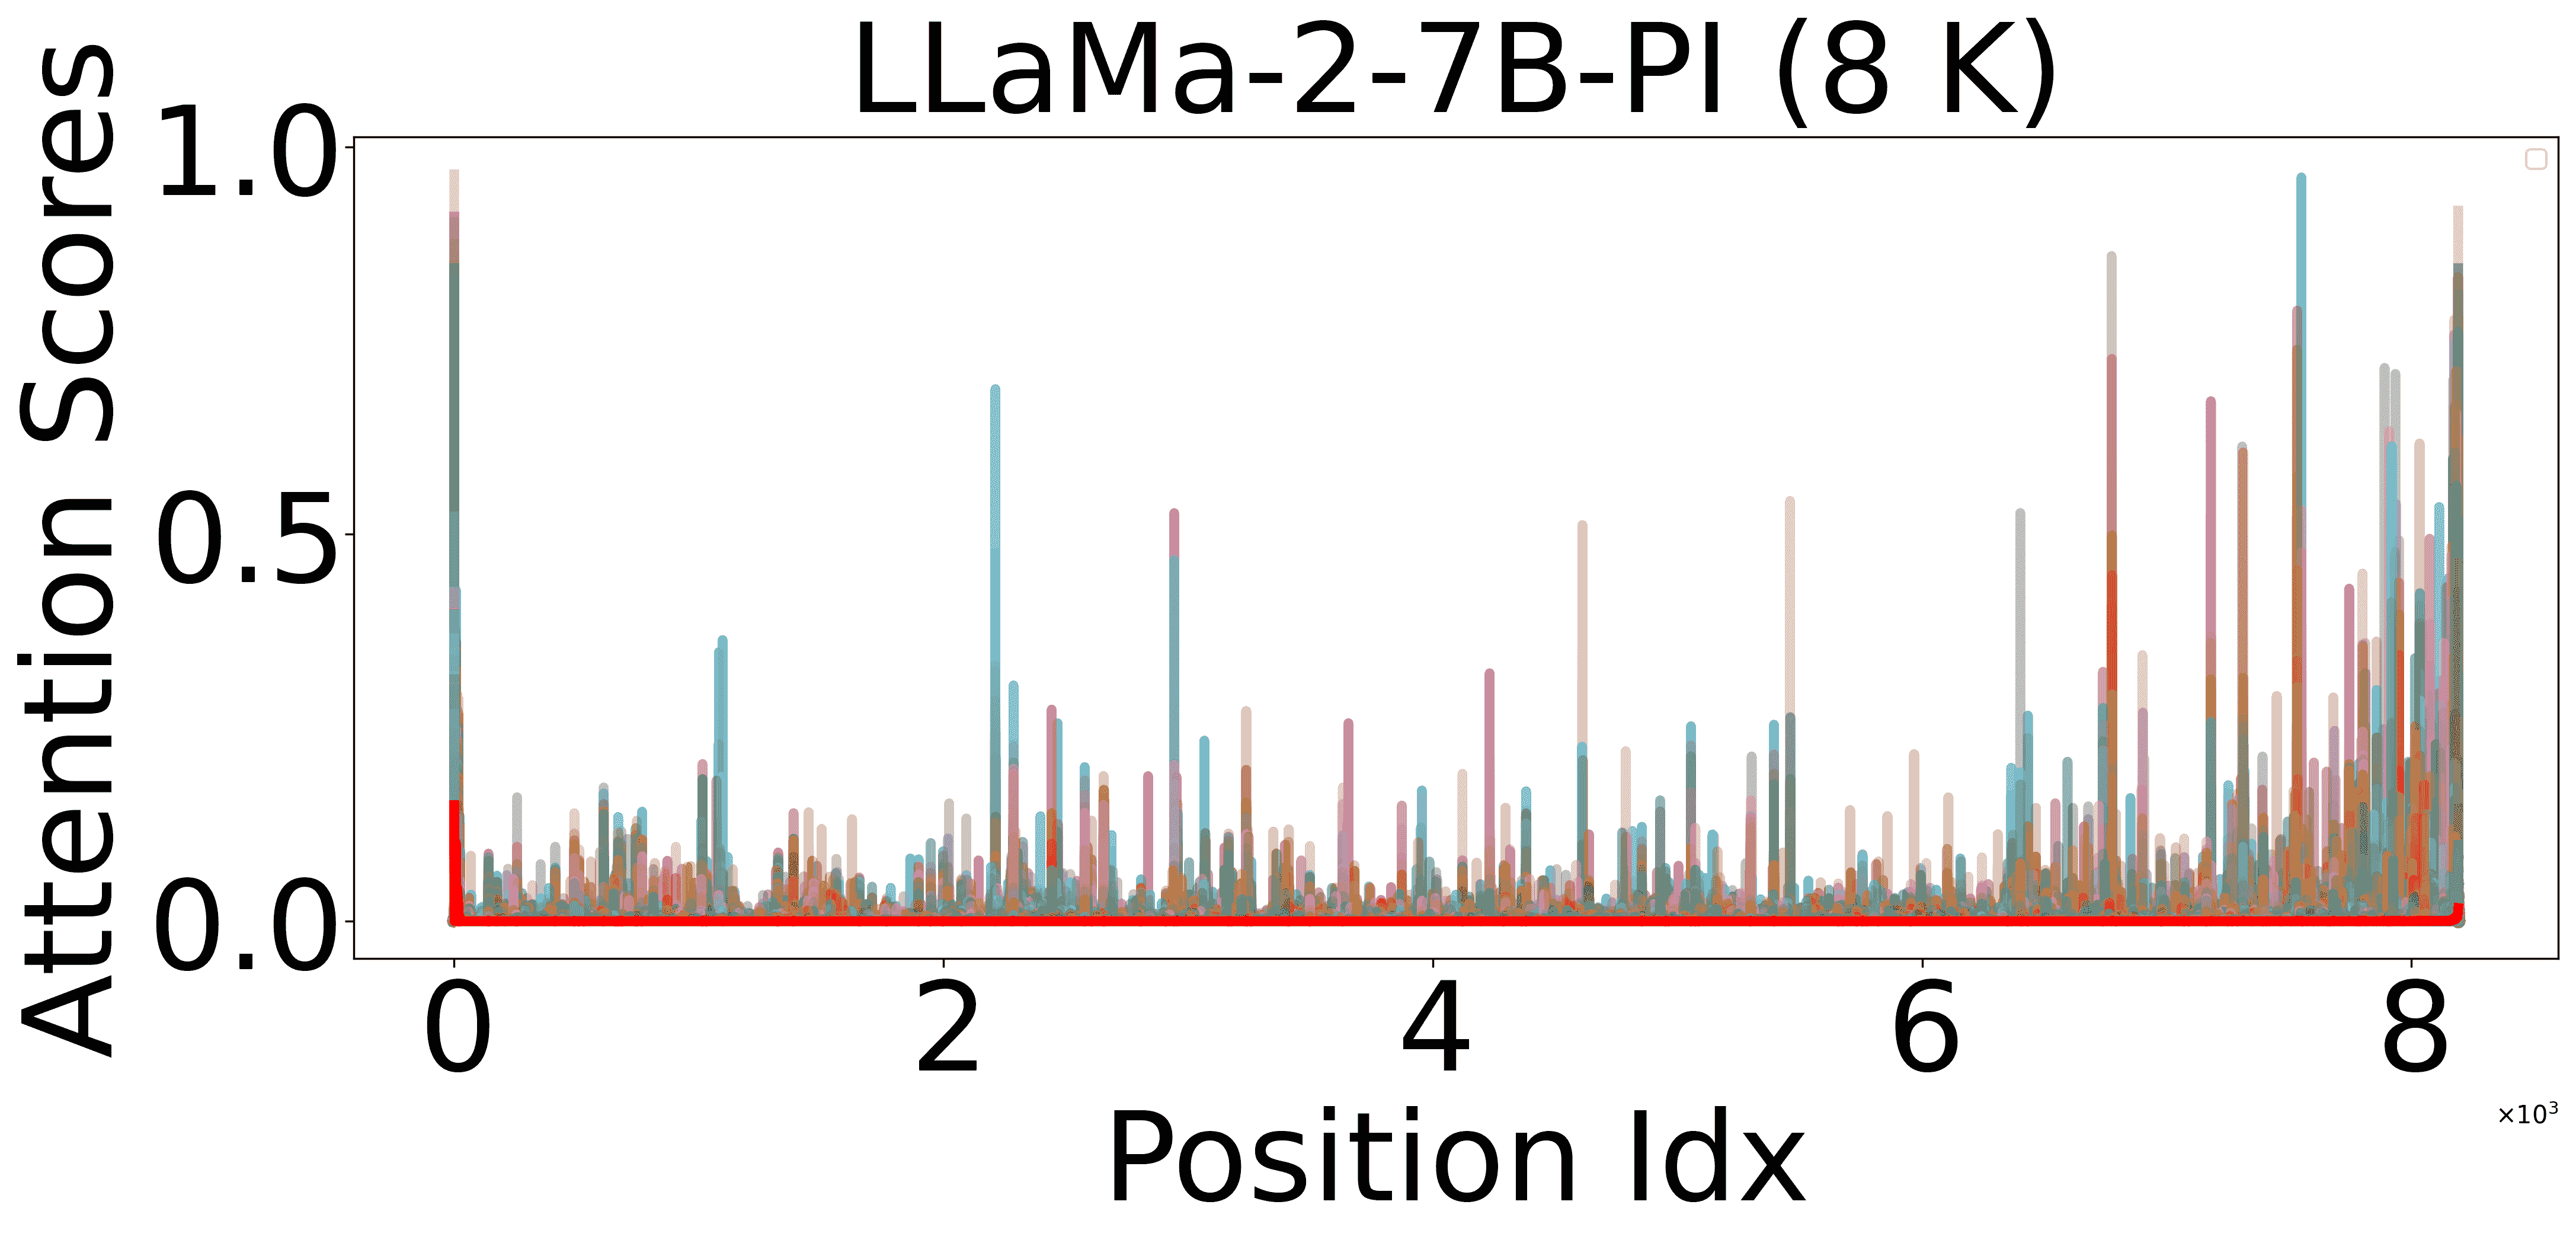 LLaMa-2-7B-PI (8 K)
Attention Scores
1.0
0.5
0.0
0 2 4 6 8
×10³
Position Idx